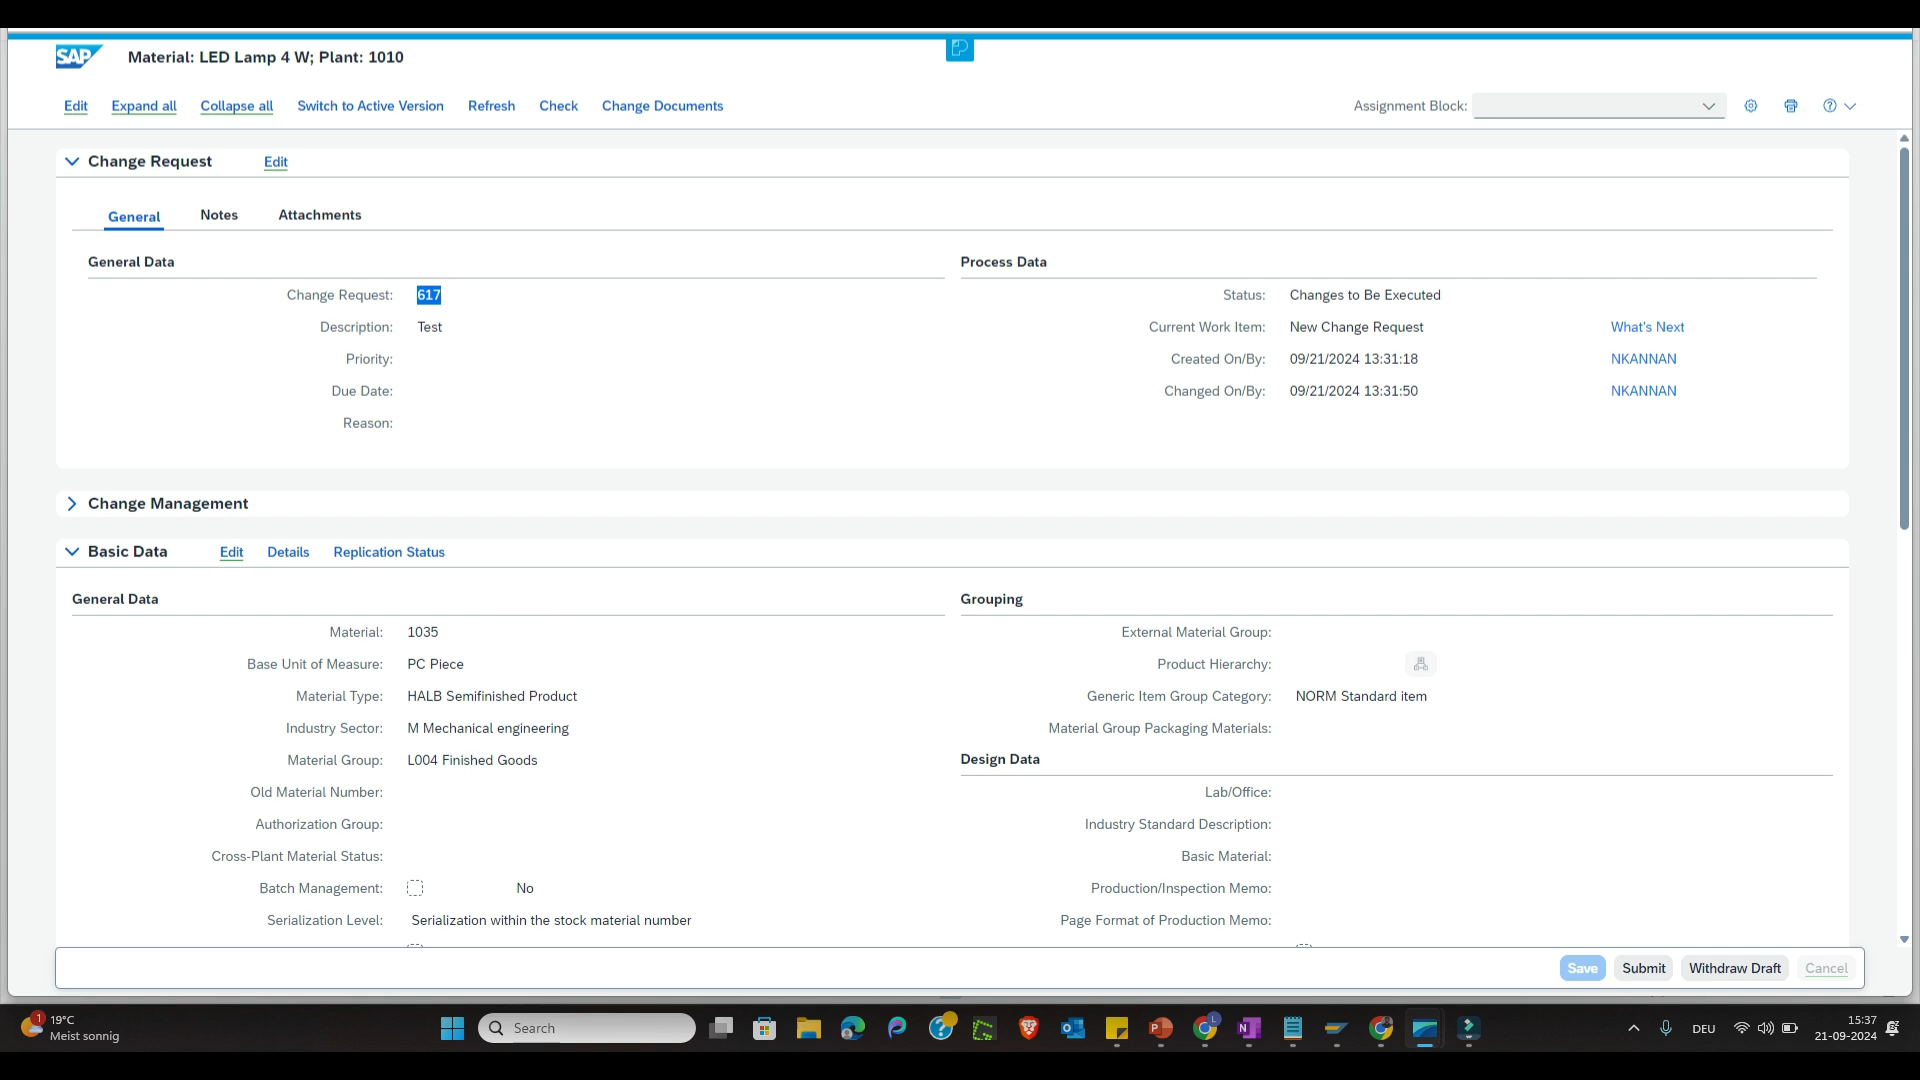 SAP Material: LED Lamp 4 W; Plant: 1010
Edit Expand all Collapse all Switch to Active Version Refresh Check Change Documents Assignment Block:
Change Request Edit
General Notes Attachments
General Data Process Data
Change Request: 617 Status: Changes to Be Executed
Description: Test Current Work Item: New Change Request What's Next
Priority: Created On/By: 09/21/2024 13:31:18 NKANNAN
Due Date: Changed On/By: 09/21/2024 13:31:50 NKANNAN
Reason:
Change Management
Basic Data Edit Details Replication Status
General Data Grouping
Material: 1035 External Material Group:
Base Unit of Measure: PC Piece Product Hierarchy:
Material Type: HALB Semifinished Product Generic Item Group Category: NORM Standard item
Industry Sector: M Mechanical engineering Material Group Packaging Materials:
Material Group: L004 Finished Goods Design Data
Old Material Number: Lab/Office:
Authorization Group: Industry Standard Description:
Cross-Plant Material Status: Basic Material:
Batch Management: No Production/Inspection Memo:
Serialization Level: Serialization within the stock material number Page Format of Production Memo:
Save Submit Withdraw Draft Cancel
1 19°C Search DEU 15:37
Meist sonnig 21-09-2024